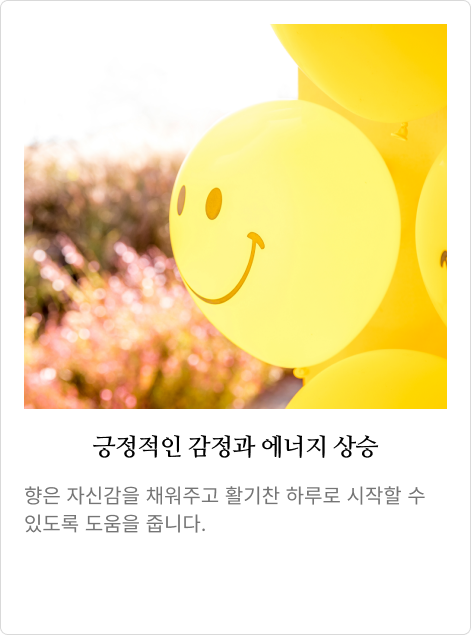 긍정적인 감정과 에너지 상승
향은 자신감을 채워주고 활기찬 하루로 시작할 수
있도록 도움을 줍니다.